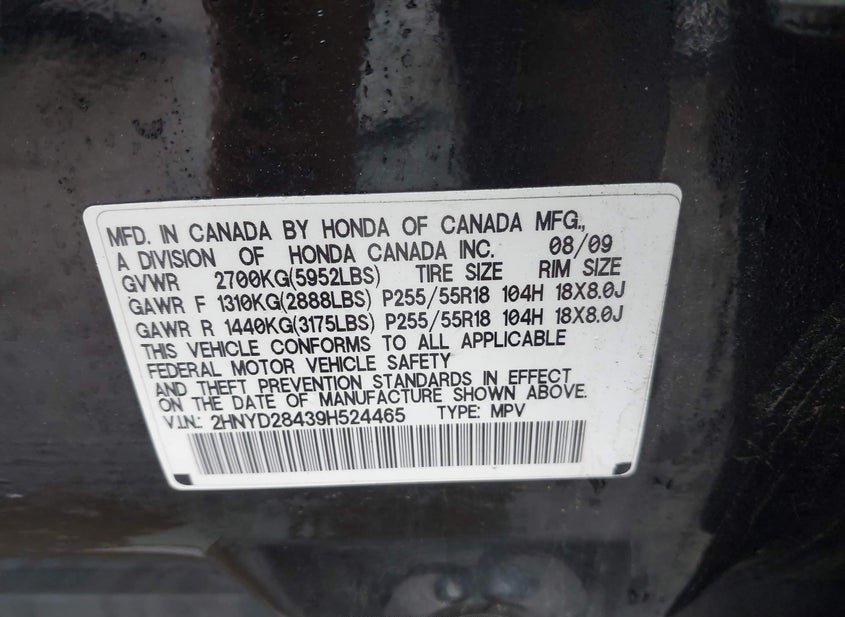 MFD. IN CANADA BY HONDA OF CANADA MFG.,
A DIVISION OF HONDA CANADA INC. 08/09
GVWR 2700KG(5952LBS) TIRE SIZE RIM SIZE
GAWR F 1310KG(2888LBS) P255/55R18 104H 18X8.0J
GAWR R 1440KG(3175LBS) P255/55R18 104H 18X8.0J
THIS VEHICLE CONFORMS TO ALL APPLICABLE
FEDERAL MOTOR VEHICLE SAFETY
AND THEFT PREVENTION STANDARDS IN EFFECT
ON THE DATE OF MANUFACTURE SHOWN ABOVE.
V.I.N.: 2HNYD28439H524465 TYPE: MPV